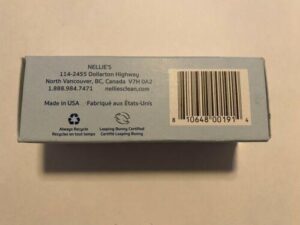 NELLIE'S
114-2455 Dollarton Highway
North Vancouver, BC, Canada V7H 0A2
1.888.984.7471 nelliesclean.com
Made in USA Fabriqué aux États-Unis
Always Recycle
Recyclez en tout temps
Leaping Bunny Certified
Certifié Leaping Bunny
8 10648 00191 4